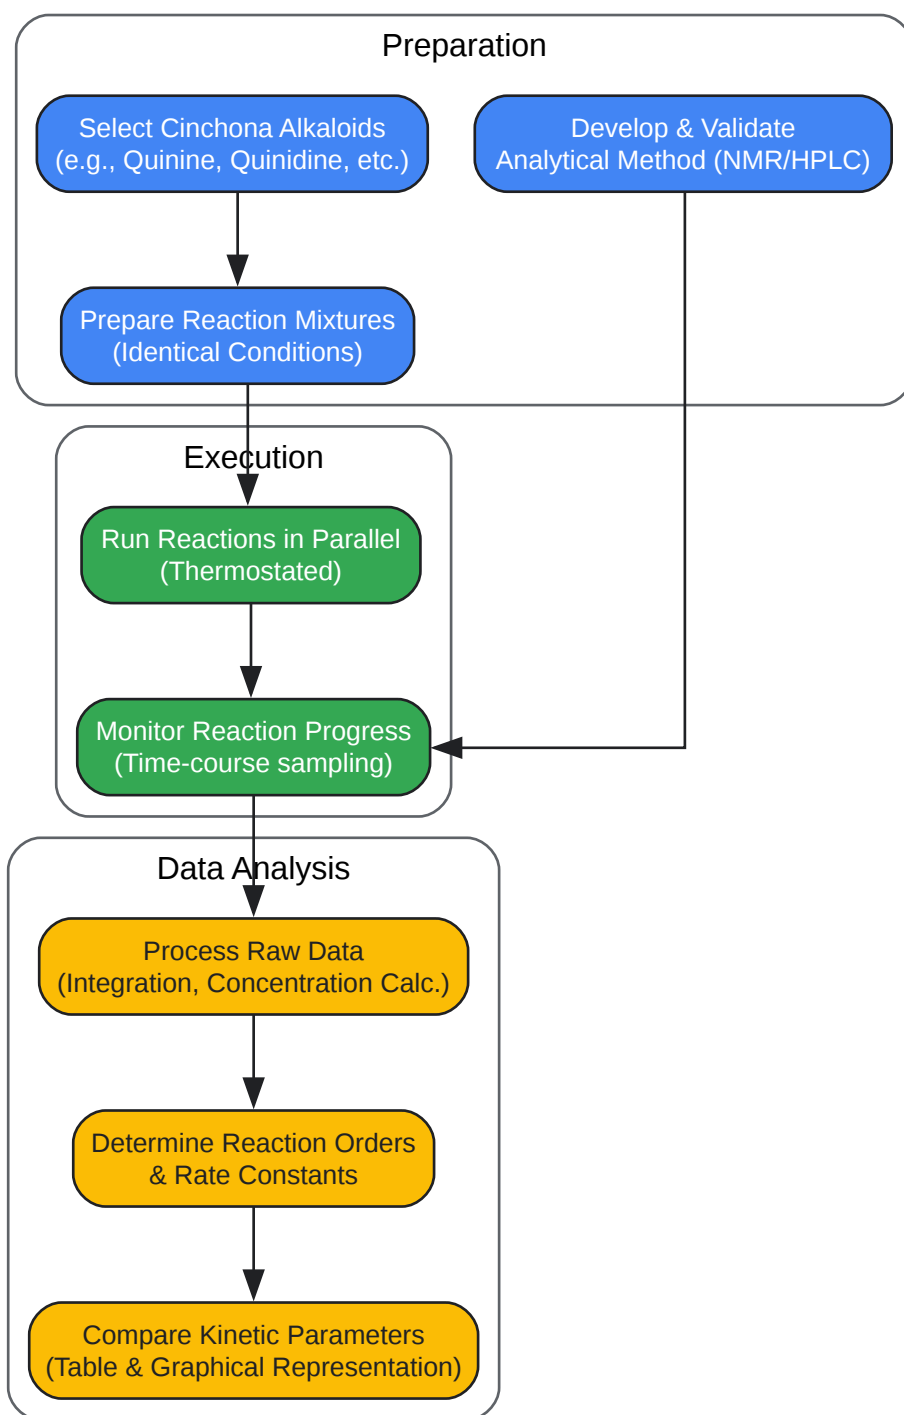 Preparation
Select Cinchona Alkaloids
(e.g., Quinine, Quinidine, etc.)
Develop & Validate
Analytical Method (NMR/HPLC)
Prepare Reaction Mixtures
(Identical Conditions)
Execution
Run Reactions in Parallel
(Thermostated)
Monitor Reaction Progress
(Time-course sampling)
Data Analysis
Process Raw Data
(Integration, Concentration Calc.)
Determine Reaction Orders
& Rate Constants
Compare Kinetic Parameters
(Table & Graphical Representation)